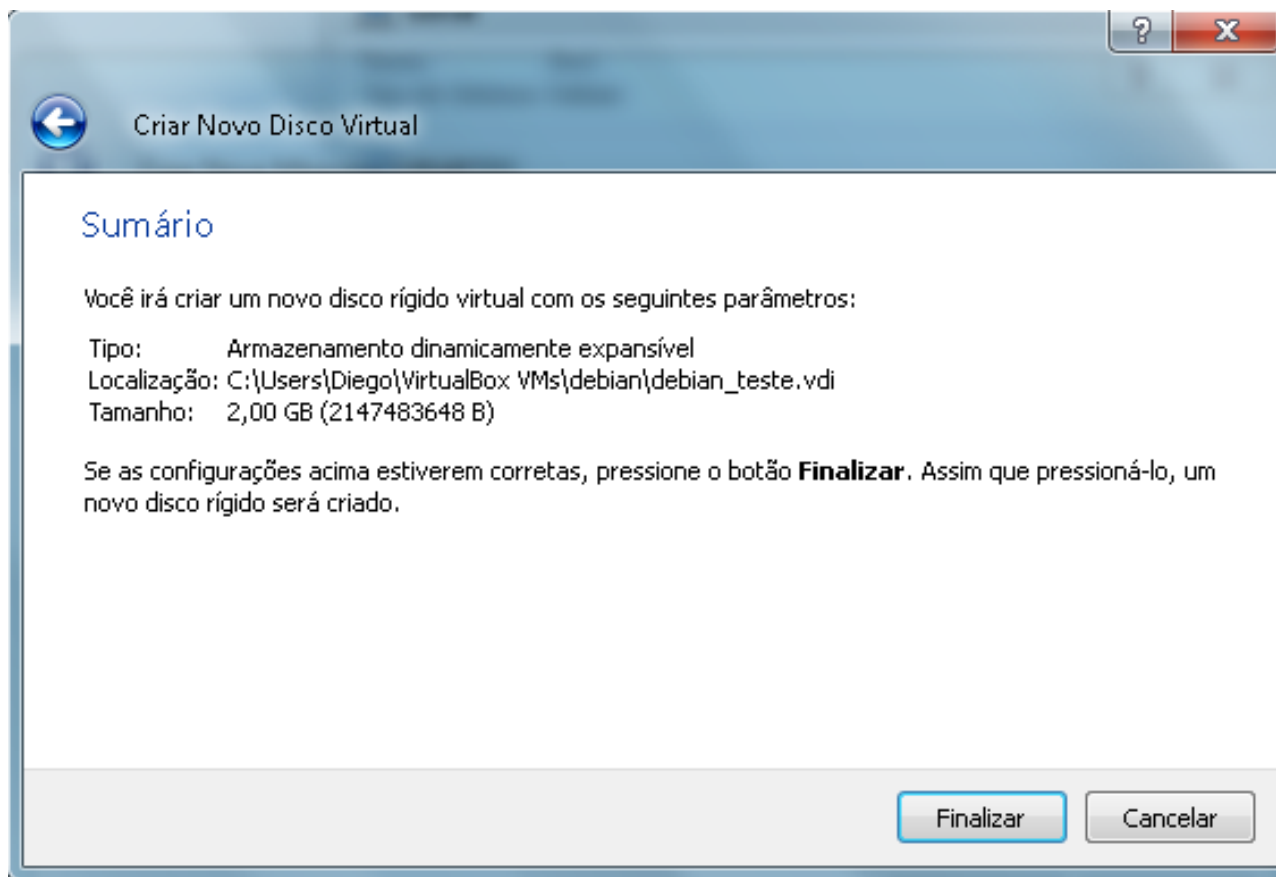 ?
X
Criar Novo Disco Virtual
Sumário
Você irá criar um novo disco rígido virtual com os seguintes parâmetros:
Tipo: Armazenamento dinamicamente expansível
Localização: C:\Users\Diego\VirtualBox VMs\debian\debian_teste.vdi
Tamanho: 2,00 GB (2147483648 B)
Se as configurações acima estiverem corretas, pressione o botão Finalizar. Assim que pressioná-lo, um
novo disco rígido será criado.
Finalizar Cancelar